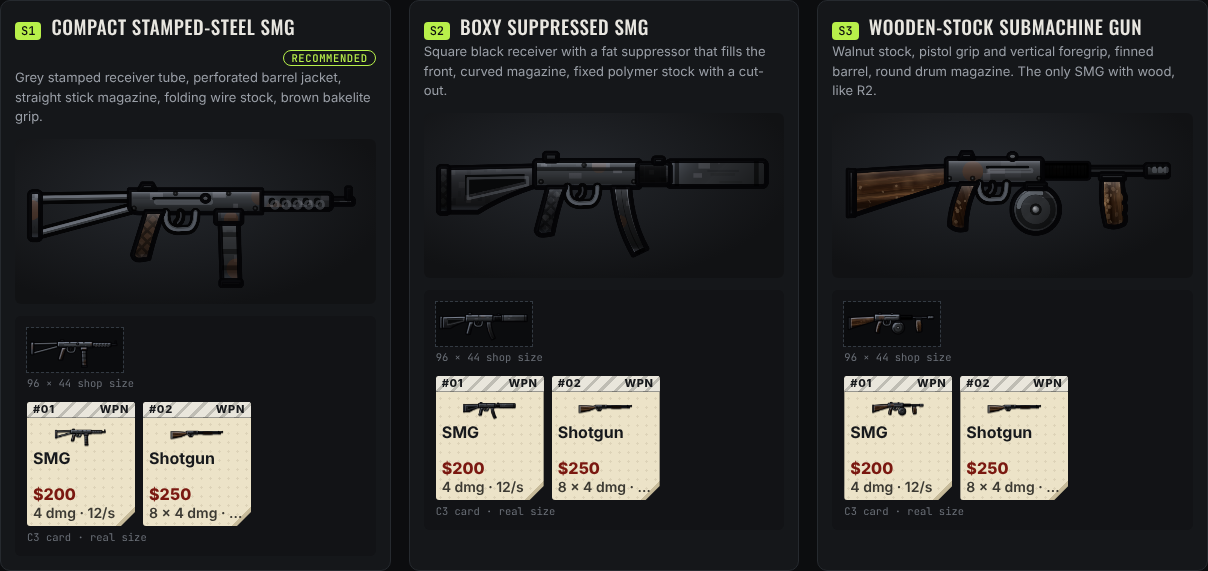 S1 COMPACT STAMPED-STEEL SMG
RECOMMENDED
Grey stamped receiver tube, perforated barrel jacket,
straight stick magazine, folding wire stock, brown bakelite
grip.
96 × 44 shop size
#01 WPN
SMG
$200
4 dmg · 12/s
#02 WPN
Shotgun
$250
8 × 4 dmg · ...
C3 card · real size
S2 BOXY SUPPRESSED SMG
Square black receiver with a fat suppressor that fills the
front, curved magazine, fixed polymer stock with a cut-
out.
96 × 44 shop size
#01 WPN
SMG
$200
4 dmg · 12/s
#02 WPN
Shotgun
$250
8 × 4 dmg · ...
C3 card · real size
S3 WOODEN-STOCK SUBMACHINE GUN
Walnut stock, pistol grip and vertical foregrip, finned
barrel, round drum magazine. The only SMG with wood,
like R2.
96 × 44 shop size
#01 WPN
SMG
$200
4 dmg · 12/s
#02 WPN
Shotgun
$250
8 × 4 dmg · ...
C3 card · real size